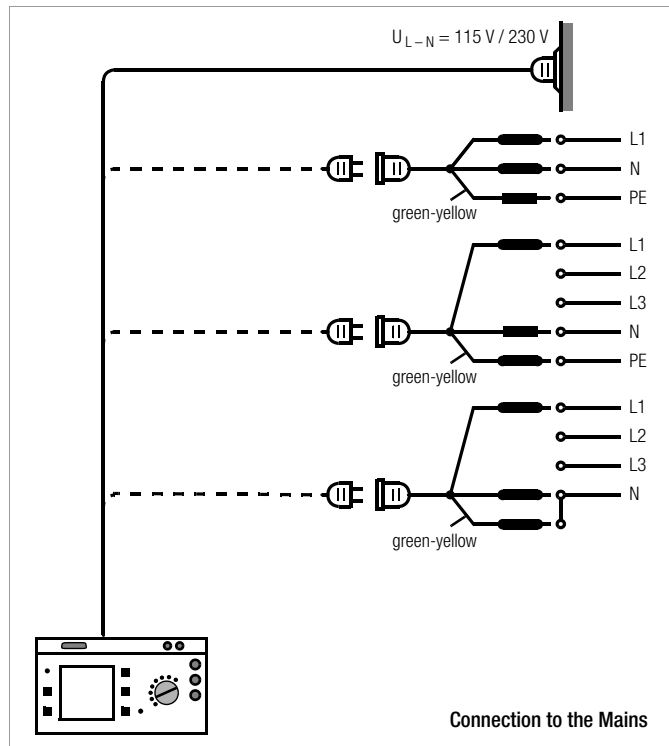 U L – N = 115 V / 230 V
L1
N
PE
green-yellow
L1
L2
L3
N
PE
green-yellow
L1
L2
L3
N
green-yellow
Connection to the Mains